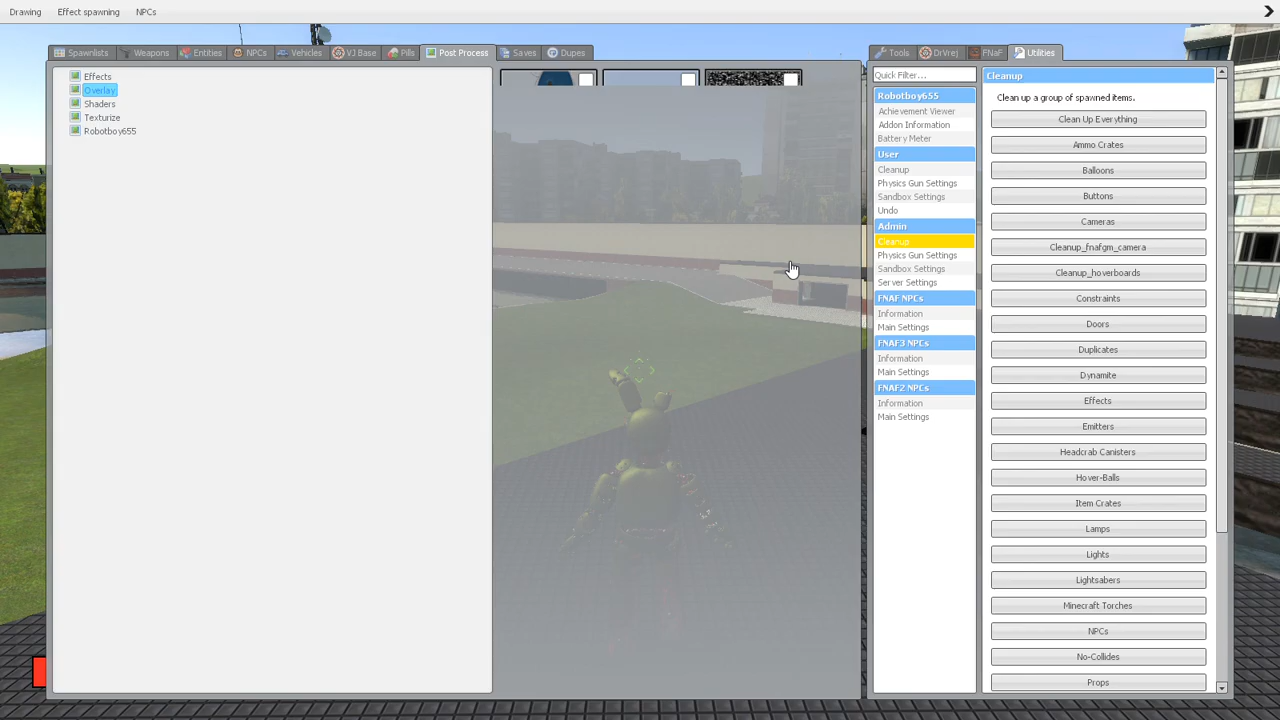 Drawing Effect spawning NPCs
Spawnlists Weapons Entities NPCs Vehicles VJ Base Pills Post Process Saves Dupes
Effects
Overlay
Shaders
Texturize
Robotboy655
Tools DrVrej FNaF Utilities
Quick Filter...
Robotboy655
Achievement Viewer
Addon Information
Battery Meter
User
Cleanup
Physics Gun Settings
Sandbox Settings
Undo
Admin
Cleanup
Physics Gun Settings
Sandbox Settings
Server Settings
FNAF NPCs
Information
Main Settings
FNAF3 NPCs
Information
Main Settings
FNAF2 NPCs
Information
Main Settings
Cleanup
Clean up a group of spawned items.
Clean Up Everything
Ammo Crates
Balloons
Buttons
Cameras
Cleanup_fnafgm_camera
Cleanup_hoverboards
Constraints
Doors
Duplicates
Dynamite
Effects
Emitters
Headcrab Canisters
Hover-Balls
Item Crates
Lamps
Lights
Lightsabers
Minecraft Torches
NPCs
No-Collides
Props